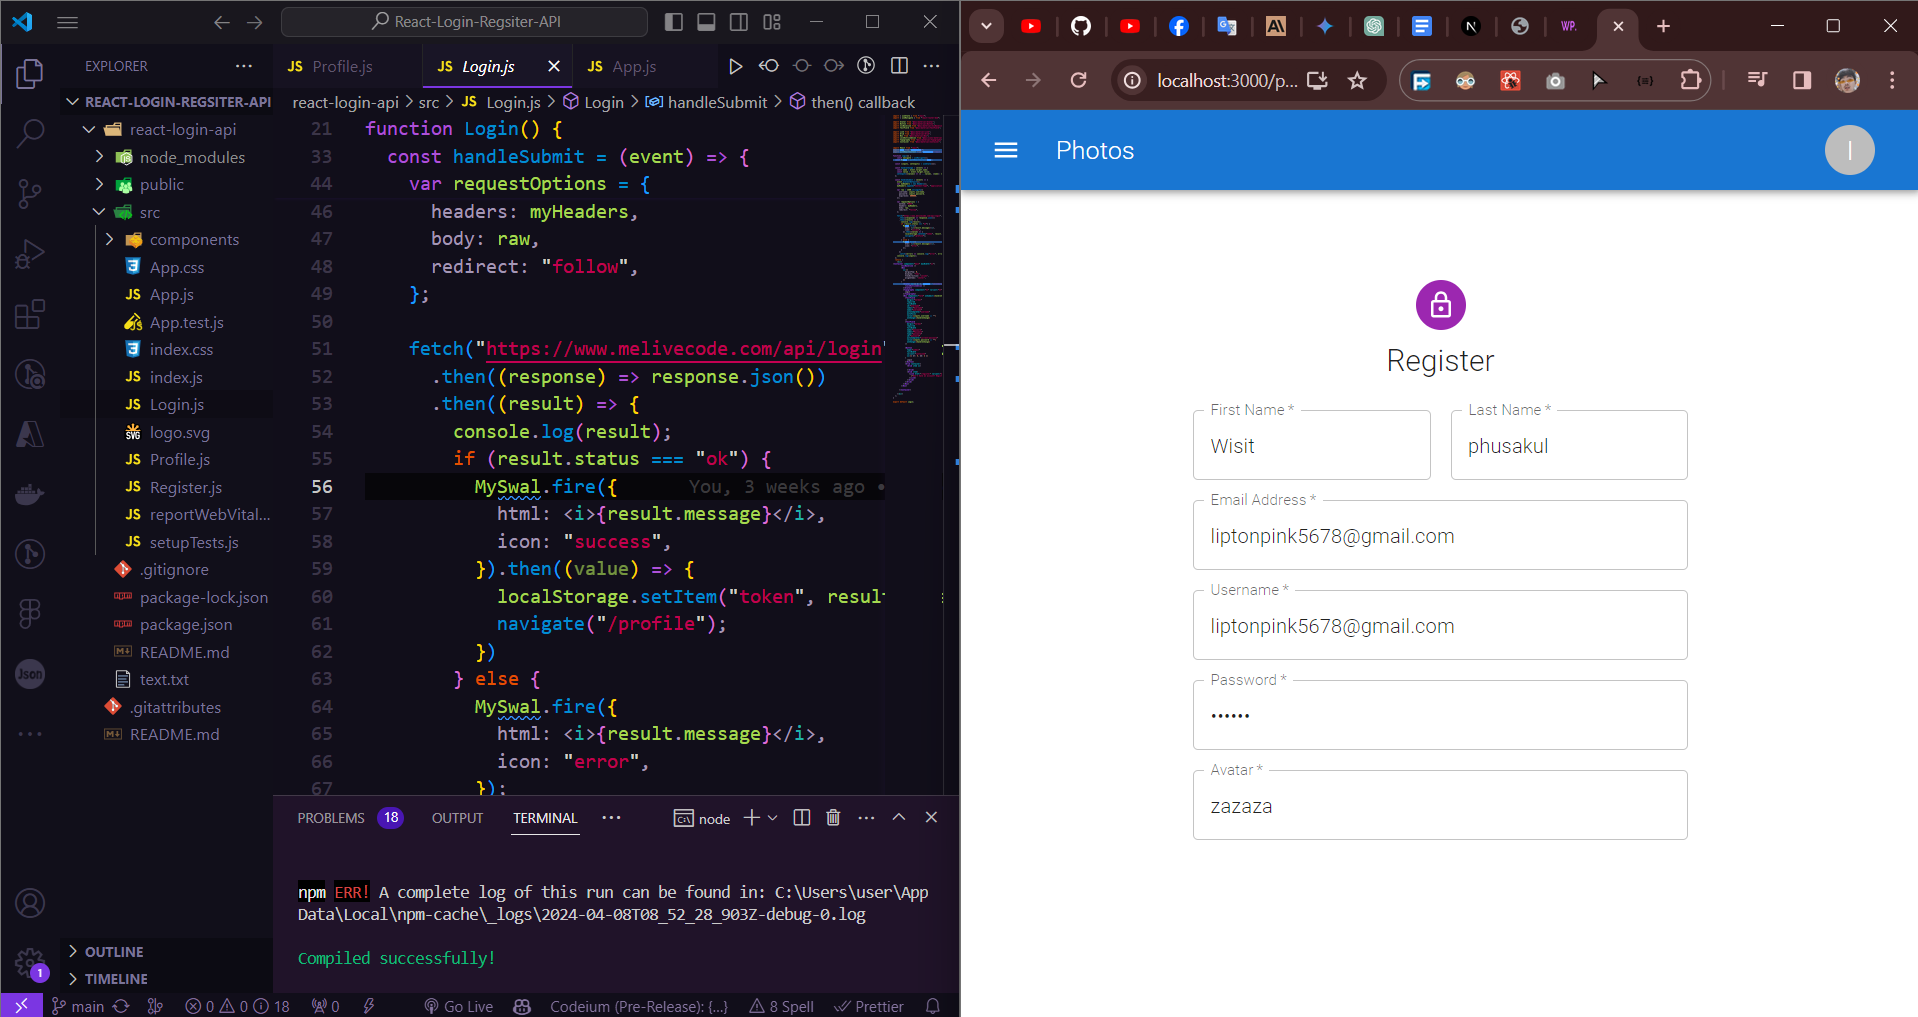 React-Login-Regsiter-API
EXPLORER
REACT-LOGIN-REGSITER-API
react-login-api
node_modules
public
src
components
App.css
App.js
App.test.js
index.css
index.js
Login.js
logo.svg
Profile.js
Register.js
reportWebVital...
setupTests.js
.gitignore
package-lock.json
package.json
README.md
text.txt
.gitattributes
README.md
OUTLINE
TIMELINE
Profile.js
Login.js
App.js
react-login-api > src > JS Login.js > Login > handleSubmit > then() callback
21 function Login() {
33 const handleSubmit = (event) => {
44 var requestOptions = {
46 headers: myHeaders,
47 body: raw,
48 redirect: "follow",
49 };
50
51 fetch("https://www.melivecode.com/api/login"
52 .then((response) => response.json())
53 .then((result) => {
54 console.log(result);
55 if (result.status === "ok") {
56 MySwal.fire({ You, 3 weeks ago •
57 html: <i>{result.message}</i>,
58 icon: "success",
59 }).then((value) => {
60 localStorage.setItem("token", result
61 navigate("/profile");
62 })
63 } else {
64 MySwal.fire({
65 html: <i>{result.message}</i>,
66 icon: "error",
67 });
PROBLEMS 18 OUTPUT TERMINAL ... node
npm ERR! A complete log of this run can be found in: C:\Users\user\App
Data\Local\npm-cache\_logs\2024-04-08T08_52_28_903Z-debug-0.log
Compiled successfully!
1
main 0 0 18 0 Go Live Codeium (Pre-Release): {...} 8 Spell Prettier
WP.
localhost:3000/p...
Photos
Register
First Name *
Wisit
Last Name *
phusakul
Email Address *
liptonpink5678@gmail.com
Username *
liptonpink5678@gmail.com
Password *
••••••
Avatar *
zazaza